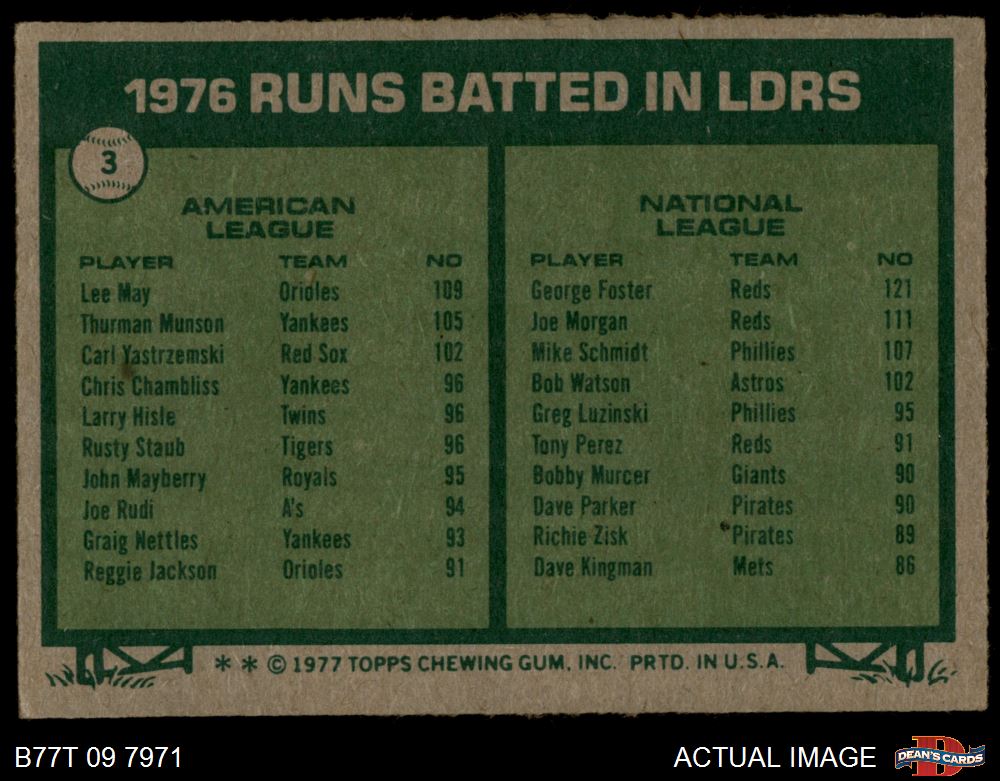 1976 RUNS BATTED IN LDRS
3
AMERICAN
LEAGUE
PLAYER TEAM NO
Lee May Orioles 109
Thurman Munson Yankees 105
Carl Yastrzemski Red Sox 102
Chris Chambliss Yankees 96
Larry Hisle Twins 96
Rusty Staub Tigers 96
John Mayberry Royals 95
Joe Rudi A's 94
Graig Nettles Yankees 93
Reggie Jackson Orioles 91
NATIONAL
LEAGUE
PLAYER TEAM NO
George Foster Reds 121
Joe Morgan Reds 111
Mike Schmidt Phillies 107
Bob Watson Astros 102
Greg Luzinski Phillies 95
Tony Perez Reds 91
Bobby Murcer Giants 90
Dave Parker Pirates 90
Richie Zisk Pirates 89
Dave Kingman Mets 86
* * © 1977 TOPPS CHEWING GUM, INC. PRTD. IN U.S.A.
B77T 09 7971
ACTUAL IMAGE
D
DEAN'S CARDS